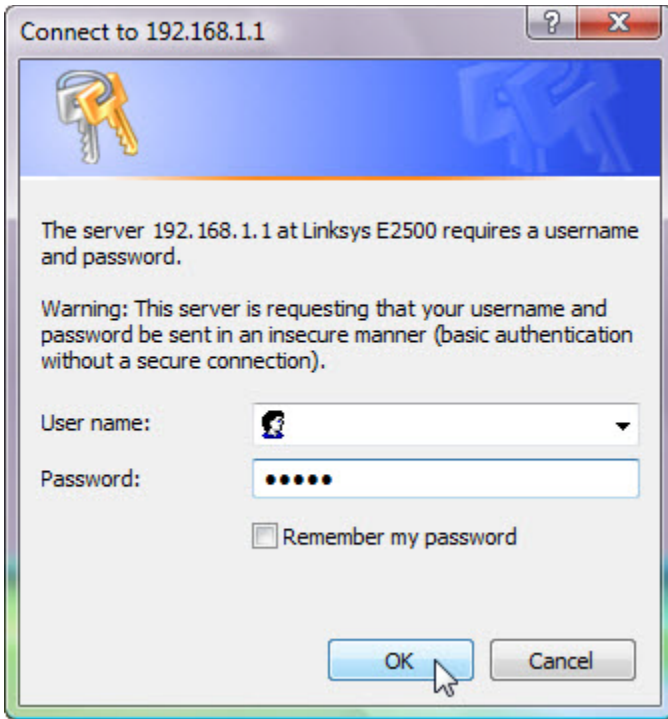 Connect to 192.168.1.1
The server 192.168.1.1 at Linksys E2500 requires a username
and password.
Warning: This server is requesting that your username and
password be sent in an insecure manner (basic authentication
without a secure connection).
User name:
Password:
•••••
Remember my password
OK
Cancel